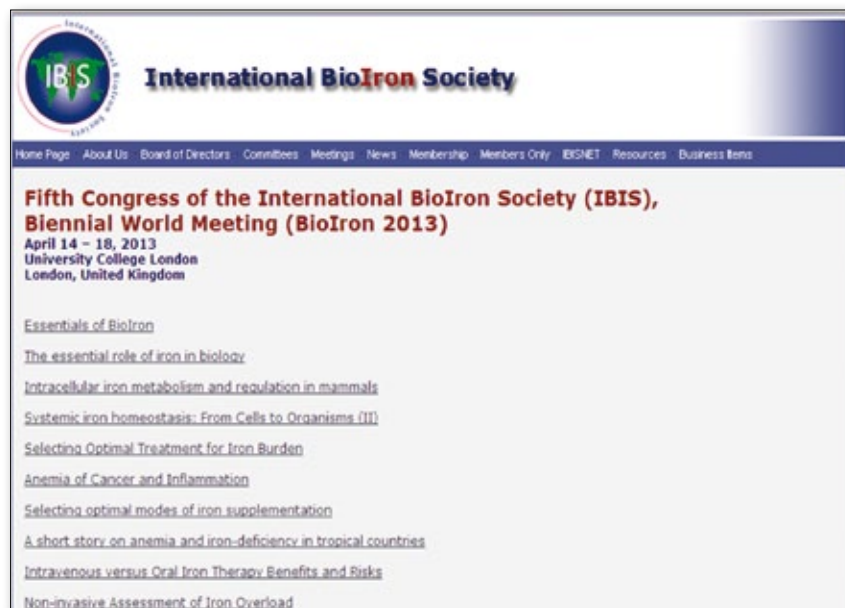 International BioIron Society
IBIS
International BioIron Society
Home Page About Us Board of Directors Committees Meetings News Membership Members Only IBISNET Resources Business Items
Fifth Congress of the International BioIron Society (IBIS),
Biennial World Meeting (BioIron 2013)
April 14 – 18, 2013
University College London
London, United Kingdom
Essentials of BioIron
The essential role of iron in biology
Intracellular iron metabolism and regulation in mammals
Systemic iron homeostasis: From Cells to Organisms (II)
Selecting Optimal Treatment for Iron Burden
Anemia of Cancer and Inflammation
Selecting optimal modes of iron supplementation
A short story on anemia and iron-deficiency in tropical countries
Intravenous versus Oral Iron Therapy Benefits and Risks
Non-invasive Assessment of Iron Overload